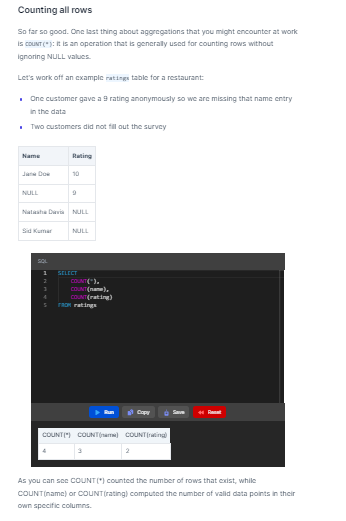 Counting all rows
So far so good. One last thing about aggregations that you might encounter at work
is COUNT(*): it is an operation that is generally used for counting rows without
ignoring NULL values.
Let's work off an example ratings table for a restaurant:
One customer gave a 9 rating anonymously so we are missing that name entry
in the data
Two customers did not fill out the survey
Name Rating
Jane Doe 10
NULL 9
Natasha Davis NULL
Sid Kumar NULL
SQL
1 SELECT
2 COUNT(*),
3 COUNT(name),
4 COUNT(rating)
5 FROM ratings
Run Copy Save Reset
COUNT(*) COUNT(name) COUNT(rating)
4 3 2
As you can see COUNT(*) counted the number of rows that exist, while
COUNT(name) or COUNT(rating) computed the number of valid data points in their
own specific columns.